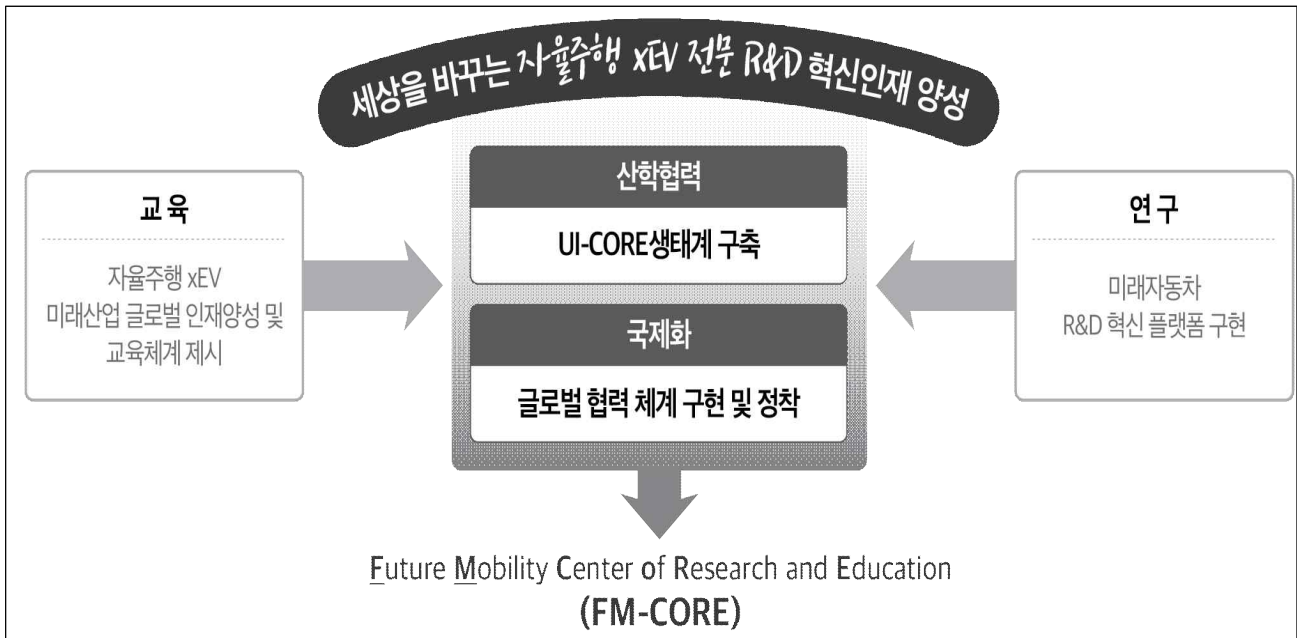 세상을 바꾸는 자율주행 xEV 전문 R&D 혁신인재 양성
교육
자율주행 xEV
미래산업 글로벌 인재양성 및
교육체계 제시
산학협력
UI-CORE생태계 구축
국제화
글로벌 협력 체계 구현 및 정착
연구
미래자동차
R&D 혁신 플랫폼 구현
Future Mobility Center of Research and Education
(FM-CORE)